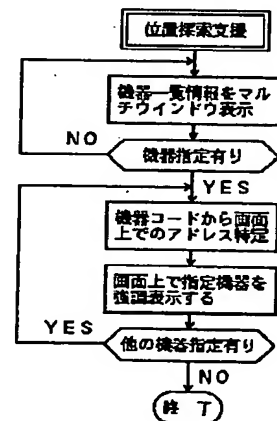 位置探索支援
機器一覧情報をマル
チウインドウ表示
NO
機器指定有り
YES
機器コードから画面
上でのアドレス特定
画面上で指定機器を
強調表示する
YES
他の機器指定有り
NO
終了